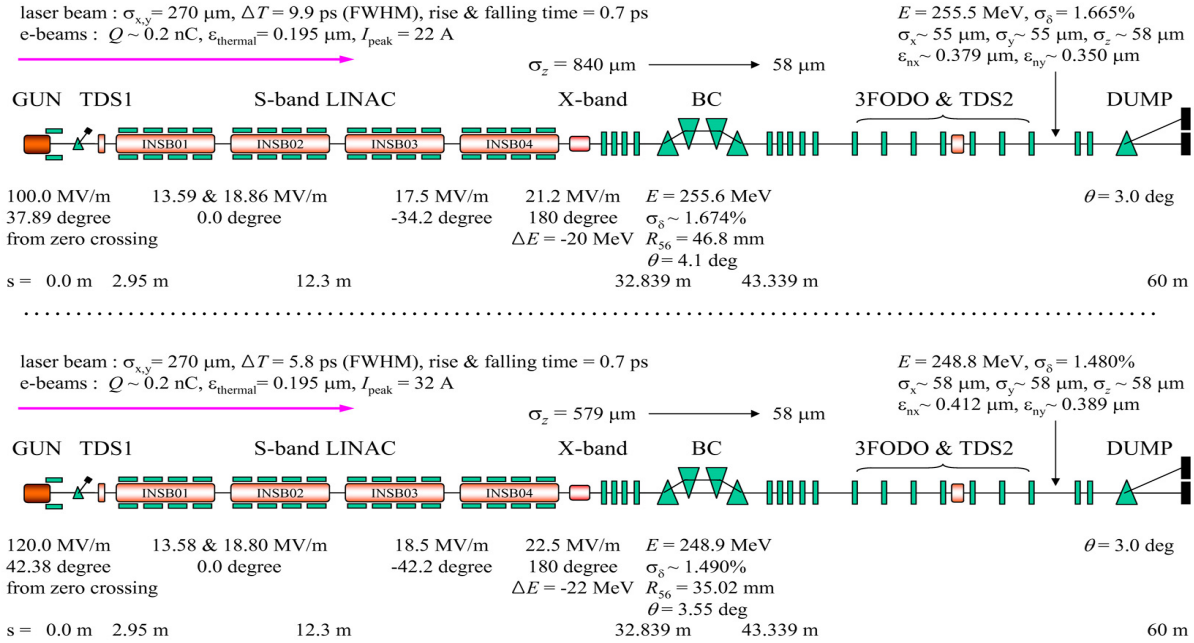 laser beam : σx,y= 270 μm, ΔT = 9.9 ps (FWHM), rise & falling time = 0.7 ps
e-beams : Q ~ 0.2 nC, εthermal= 0.195 μm, Ipeak = 22 A
E = 255.5 MeV, σδ = 1.665%
σx~ 55 μm, σy~ 55 μm, σz ~ 58 μm
εnx~ 0.379 μm, εny~ 0.350 μm
σz = 840 μm 58 μm
GUN TDS1 S-band LINAC X-band BC 3FODO & TDS2 DUMP
INSB01 INSB02 INSB03 INSB04
100.0 MV/m 13.59 & 18.86 MV/m 17.5 MV/m 21.2 MV/m E = 255.6 MeV θ = 3.0 deg
37.89 degree 0.0 degree -34.2 degree 180 degree σδ ~ 1.674%
from zero crossing ΔE = -20 MeV R56 = 46.8 mm
θ = 4.1 deg
s = 0.0 m 2.95 m 12.3 m 32.839 m 43.339 m 60 m
laser beam : σx,y= 270 μm, ΔT = 5.8 ps (FWHM), rise & falling time = 0.7 ps
e-beams : Q ~ 0.2 nC, εthermal= 0.195 μm, Ipeak = 32 A
E = 248.8 MeV, σδ = 1.480%
σx~ 58 μm, σy~ 58 μm, σz ~ 58 μm
εnx~ 0.412 μm, εny~ 0.389 μm
σz = 579 μm 58 μm
GUN TDS1 S-band LINAC X-band BC 3FODO & TDS2 DUMP
INSB01 INSB02 INSB03 INSB04
120.0 MV/m 13.58 & 18.80 MV/m 18.5 MV/m 22.5 MV/m E = 248.9 MeV θ = 3.0 deg
42.38 degree 0.0 degree -42.2 degree 180 degree σδ ~ 1.490%
from zero crossing ΔE = -22 MeV R56 = 35.02 mm
θ = 3.55 deg
s = 0.0 m 2.95 m 12.3 m 32.839 m 43.339 m 60 m